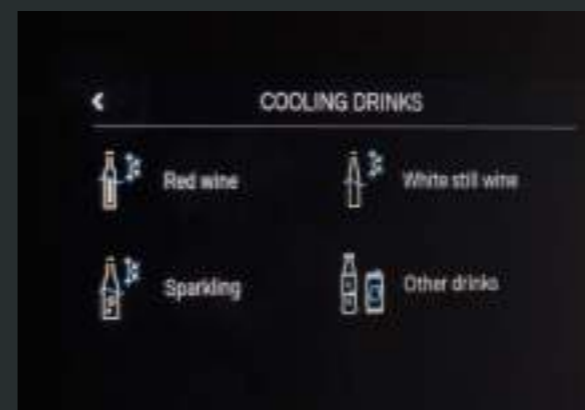 COOLING DRINKS
Red wine
White still wine
Sparkling
Other drinks